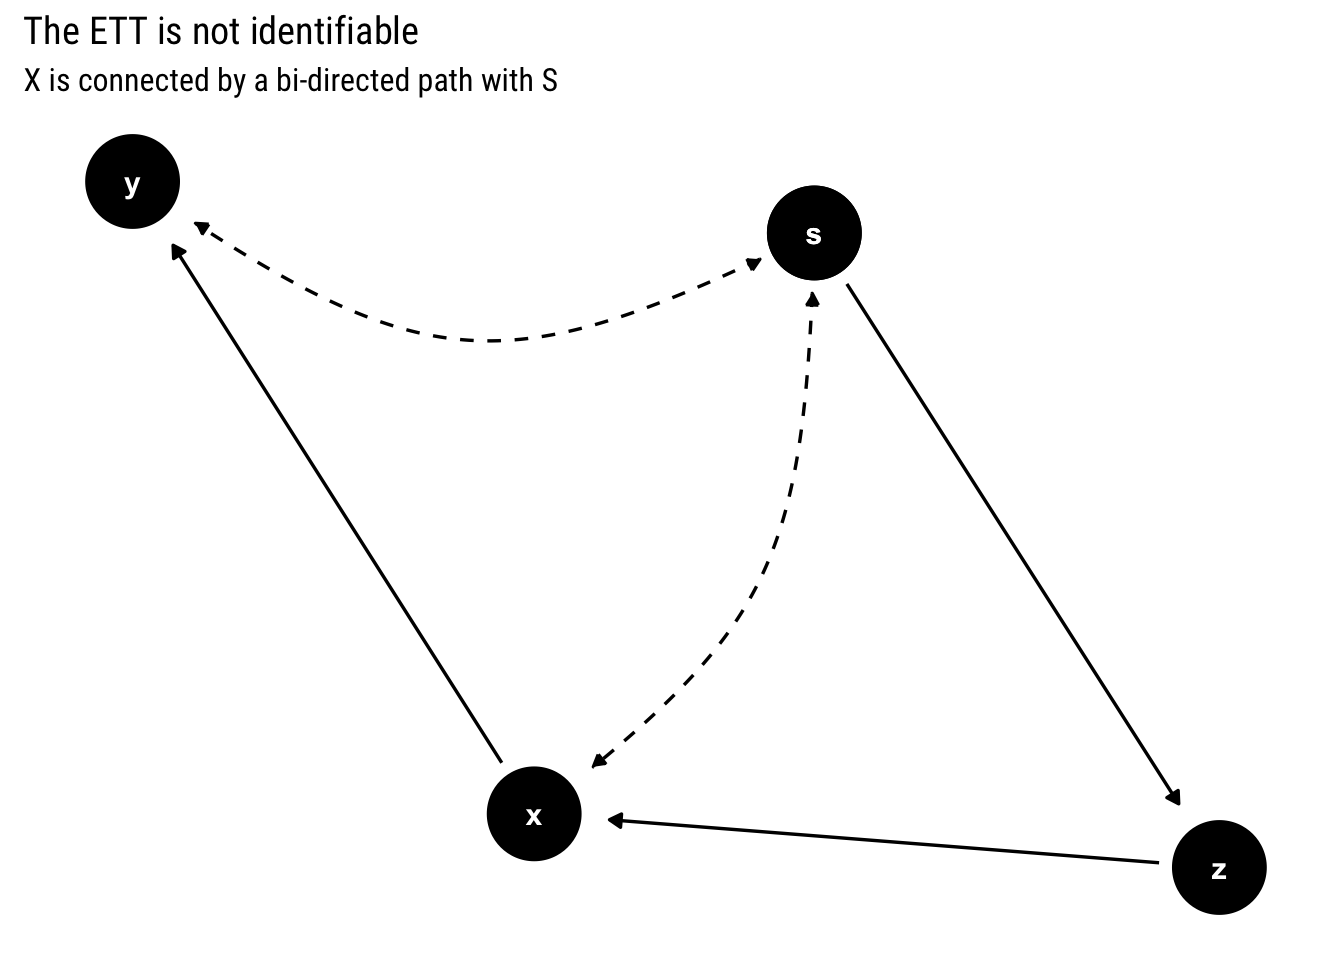 The ETT is not identifiable
X is connected by a bi-directed path with S
y
s
x
z